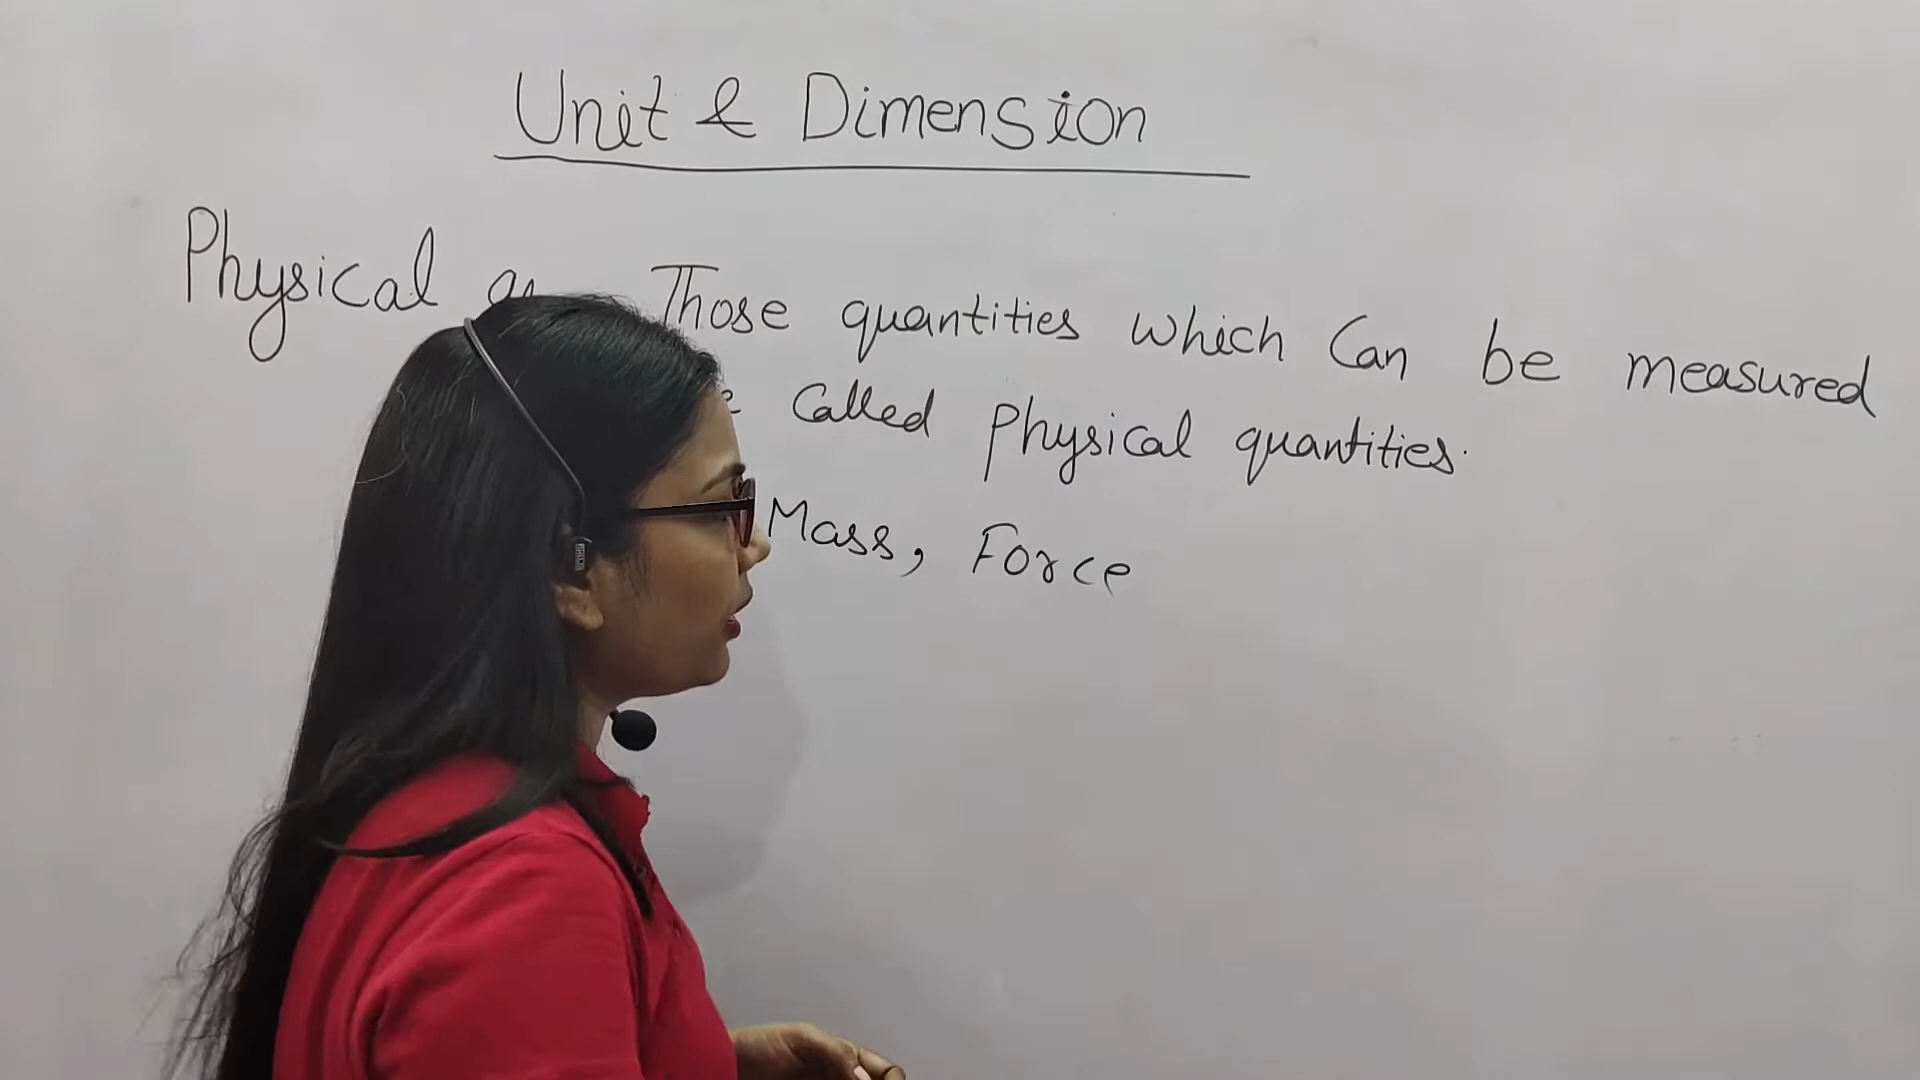 Unit & Dimension
Physical Those quantities which Can be measured
Called Physical quantities.
Mass, Force